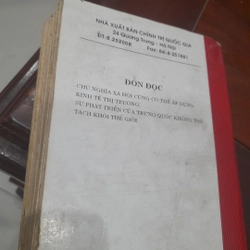 NHÀ XUẤT BẢN CHÍNH TRỊ QUỐC GIA
24 Quang Trung - Hà Nội
ĐT: 8 252008 Fax: 84-8-251881
ĐÓN ĐỌC
CHỦ NGHĨA XÃ HỘI CŨNG CÓ THỂ ÁP DỤNG
KINH TẾ THỊ TRƯỜNG
SỰ PHÁT TRIỂN CỦA TRUNG QUỐC KHÔNG THỂ
TÁCH KHỎI THẾ GIỚI